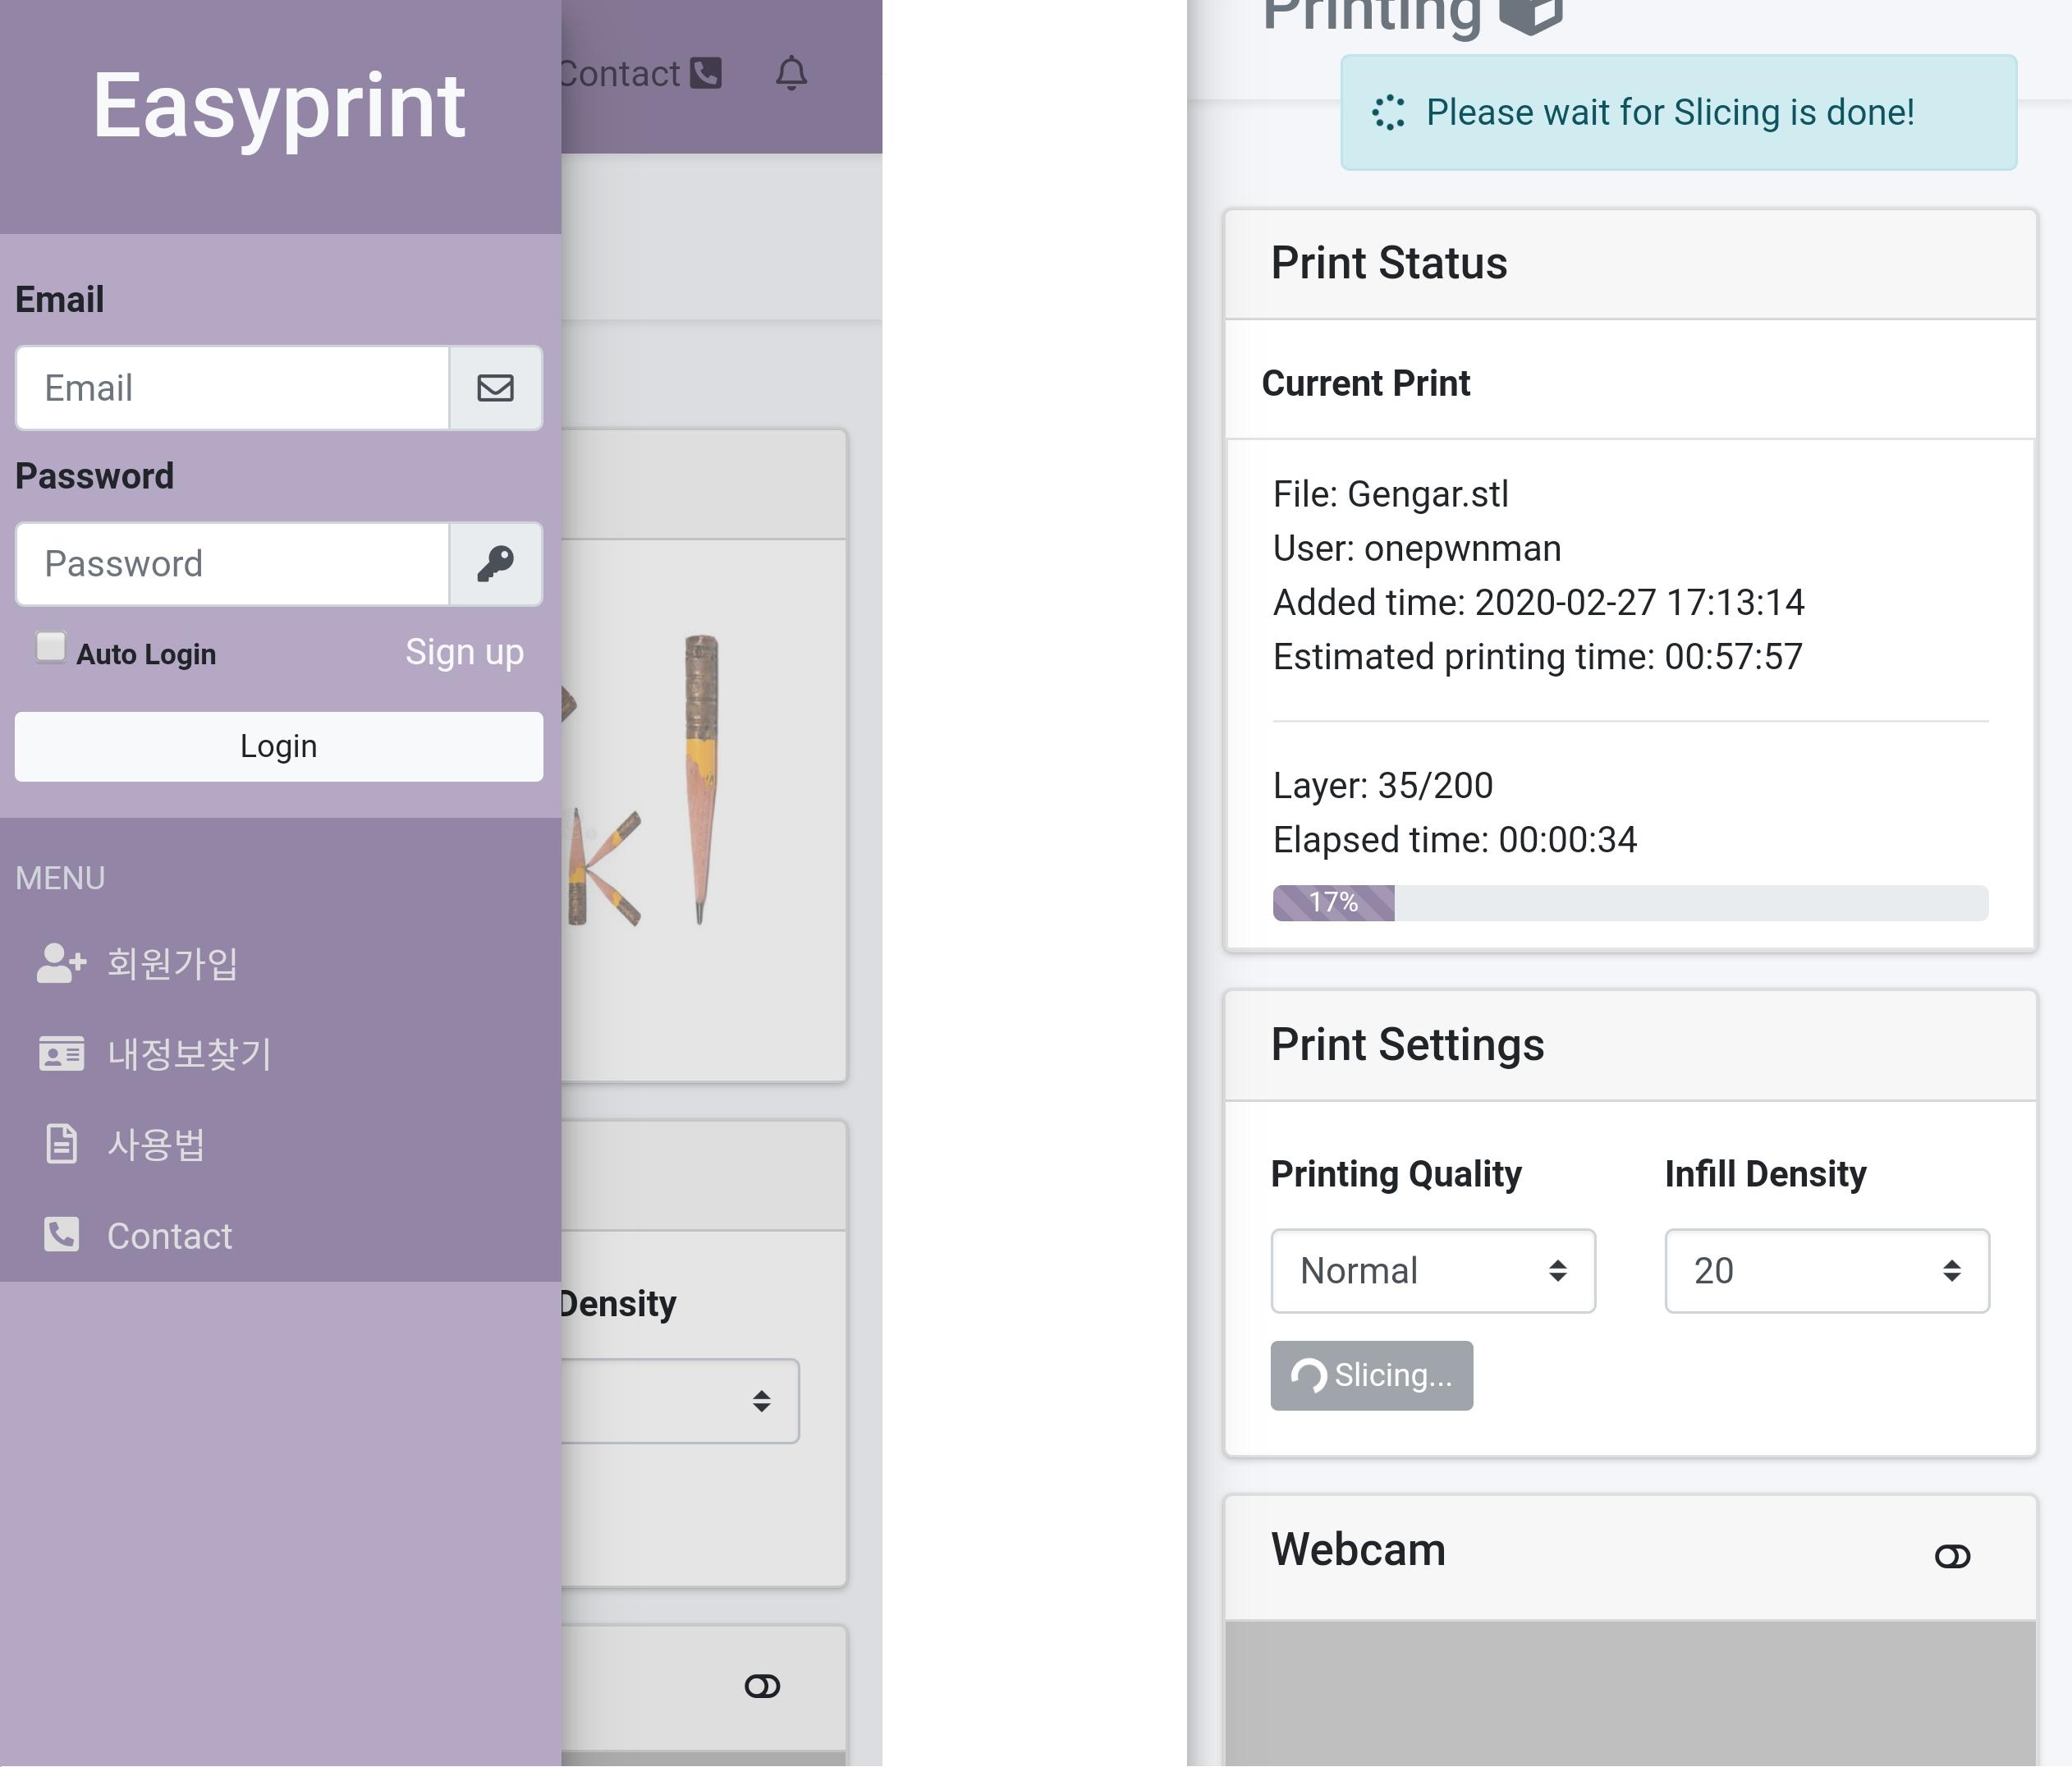 Easyprint
Contact
Email
Email
Password
Password
Auto Login
Sign up
Login
MENU
회원가입
내정보찾기
사용법
Contact
K
Density
Printing
Please wait for Slicing is done!
Print Status
Current Print
File: Gengar.stl
User: onepwnman
Added time: 2020-02-27 17:13:14
Estimated printing time: 00:57:57
Layer: 35/200
Elapsed time: 00:00:34
17%
Print Settings
Printing Quality
Infill Density
Normal
20
Slicing...
Webcam